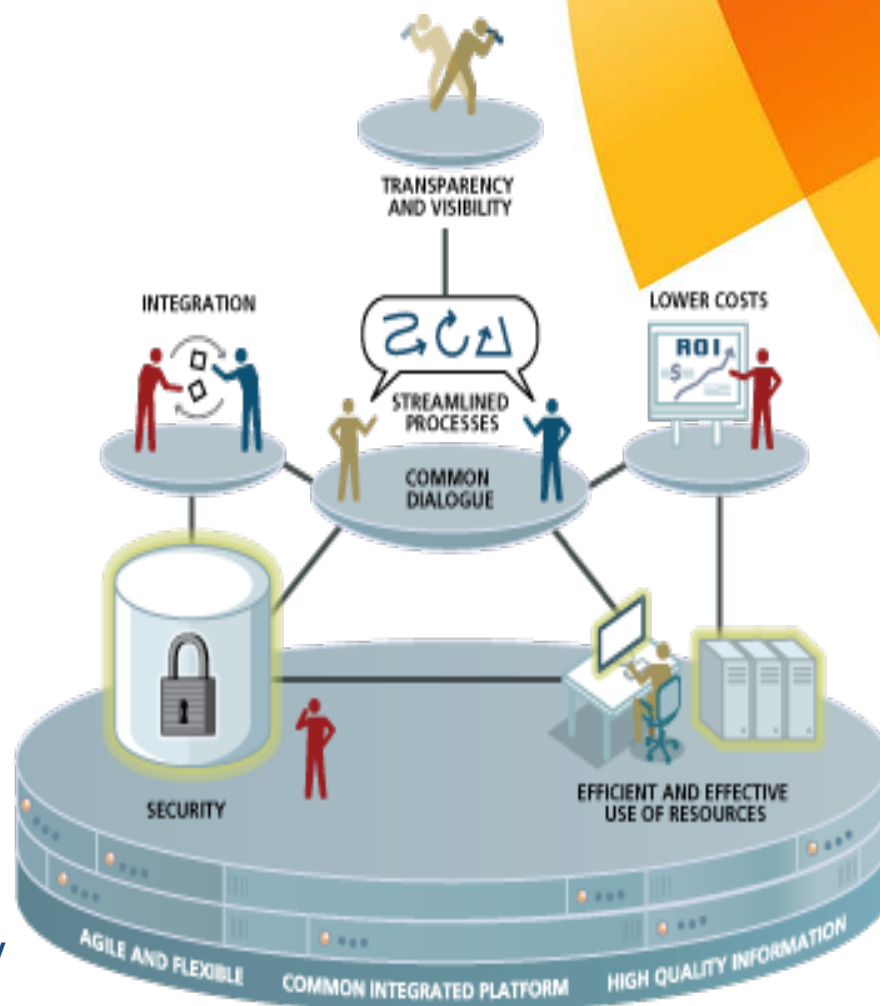 TRANSPARENCY
AND VISIBILITY
INTEGRATION
LOWER COSTS
ROI
$
STREAMLINED
PROCESSES
COMMON
DIALOGUE
SECURITY
EFFICIENT AND EFFECTIVE
USE OF RESOURCES
AGILE AND FLEXIBLE
COMMON INTEGRATED PLATFORM
HIGH QUALITY INFORMATION